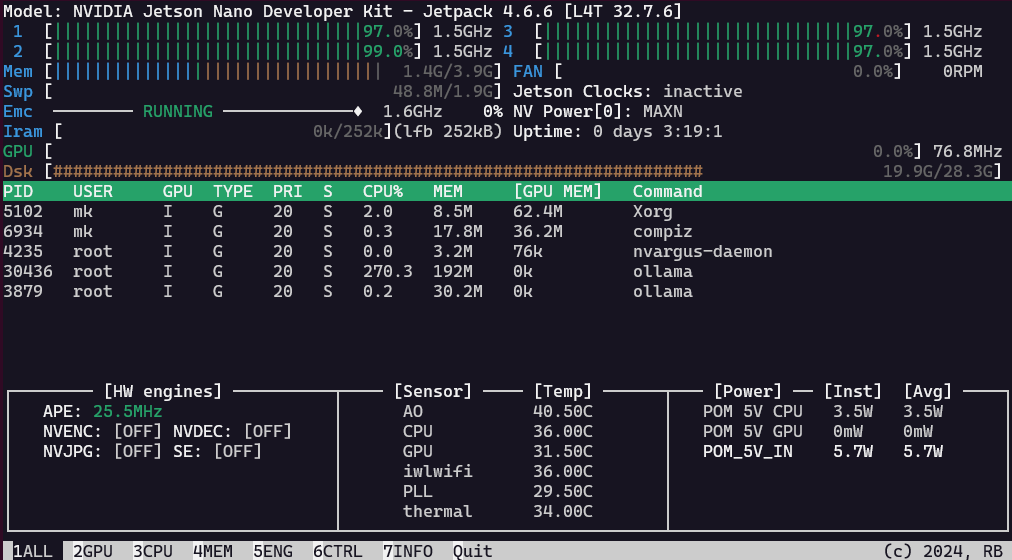 Model: NVIDIA Jetson Nano Developer Kit - Jetpack 4.6.6 [L4T 32.7.6]
1 [||||||||||||||||||||||||||||||| 97.0%] 1.5GHz 3 [||||||||||||||||||||||||||||||| 97.0%] 1.5GHz
2 [||||||||||||||||||||||||||||||| 99.0%] 1.5GHz 4 [||||||||||||||||||||||||||||||| 97.0%] 1.5GHz
Mem [||||||||||||||||||||||||||||||||| 1.4G/3.9G] FAN [ 0.0%] 0RPM
Swp [ 48.8M/1.9G] Jetson Clocks: inactive
Emc RUNNING 1.6GHz 0% NV Power[0]: MAXN
Iram [ 0k/252k](lfb 252kB) Uptime: 0 days 3:19:1
GPU [ 0.0%] 76.8MHz
Dsk [################################################################# 19.9G/28.3G]
PID USER GPU TYPE PRI S CPU% MEM [GPU MEM] Command
5102 mk I G 20 S 2.0 8.5M 62.4M Xorg
6934 mk I G 20 S 0.3 17.8M 36.2M compiz
4235 root I G 20 S 0.0 3.2M 76k nvargus-daemon
30436 root I G 20 S 270.3 192M 0k ollama
3879 root I G 20 S 0.2 30.2M 0k ollama
[HW engines] [Sensor] [Temp] [Power] [Inst] [Avg]
APE: 25.5MHz AO 40.50C POM 5V CPU 3.5W 3.5W
NVENC: [OFF] NVDEC: [OFF] CPU 36.00C POM 5V GPU 0mW 0mW
NVJPG: [OFF] SE: [OFF] GPU 31.50C POM_5V_IN 5.7W 5.7W
iwlwifi 36.00C
PLL 29.50C
thermal 34.00C
1ALL 2GPU 3CPU 4MEM 5ENG 6CTRL 7INFO Quit (c) 2024, RB